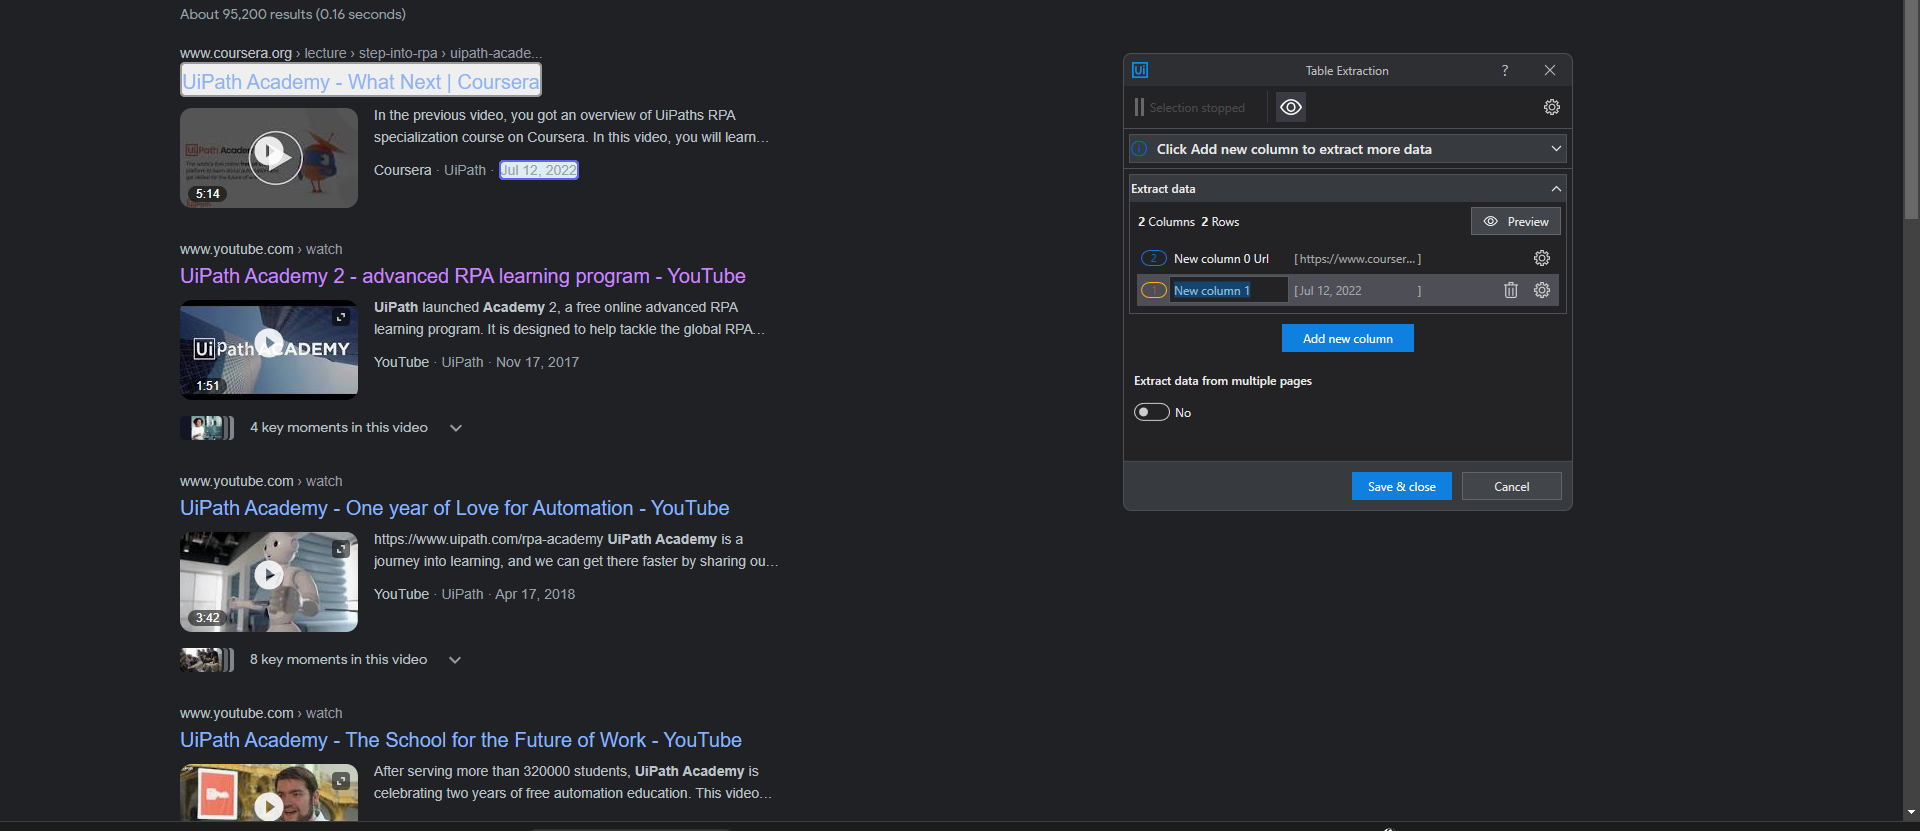 About 95,200 results (0.16 seconds)
www.coursera.org › lecture › step-into-rpa › uipath-acade...
UiPath Academy - What Next | Coursera
In the previous video, you got an overview of UiPaths RPA
specialization course on Coursera. In this video, you will learn…
5:14
Coursera · UiPath · Jul 12, 2022
www.youtube.com › watch
UiPath Academy 2 - advanced RPA learning program - YouTube
UiPath launched Academy 2, a free online advanced RPA
learning program. It is designed to help tackle the global RPA…
UiPath ACADEMY
1:51
YouTube · UiPath · Nov 17, 2017
4 key moments in this video
www.youtube.com › watch
UiPath Academy - One year of Love for Automation - YouTube
https://www.uipath.com/rpa-academy UiPath Academy is a
journey into learning, and we can get there faster by sharing ou…
3:42
YouTube · UiPath · Apr 17, 2018
8 key moments in this video
www.youtube.com › watch
UiPath Academy - The School for the Future of Work - YouTube
After serving more than 320000 students, UiPath Academy is
celebrating two years of free automation education. This video…
Ui
Table Extraction
?
Selection stopped
Click Add new column to extract more data
Extract data
2 Columns 2 Rows
Preview
2 New column 0 Url [ https://www.courser... ]
1 New column 1 [ Jul 12, 2022 ]
Add new column
Extract data from multiple pages
No
Save & close
Cancel